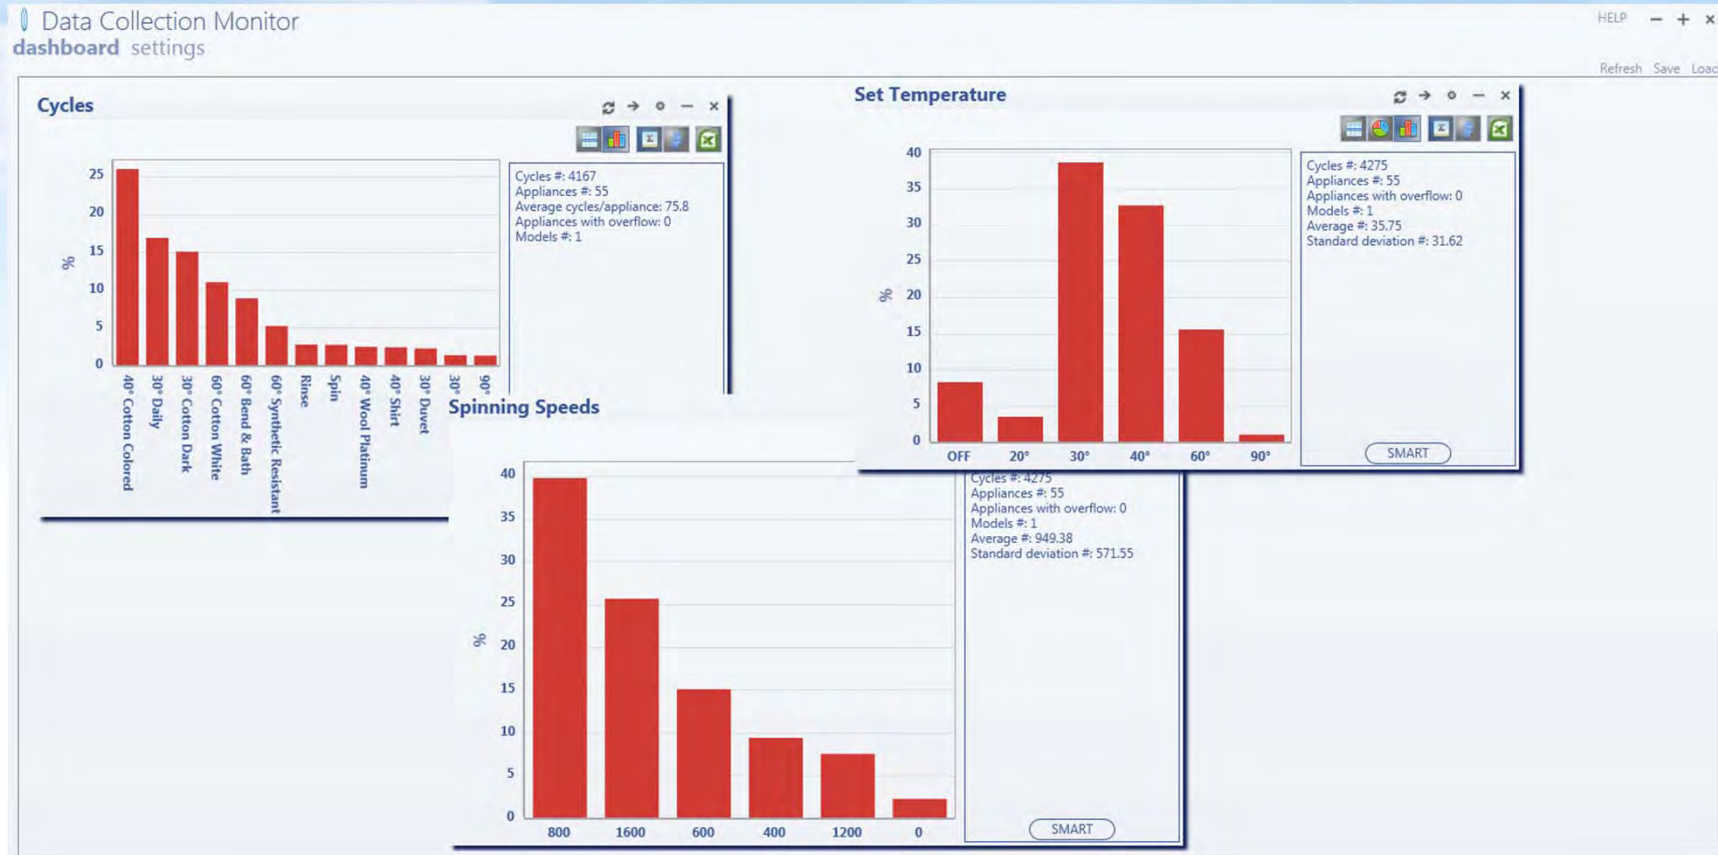 Data Collection Monitor
HELP
dashboard settings
Refresh Save Load
Cycles
25
20
15
10
5
0
%
40° Cotton Colored
30° Daily
30° Cotton Dark
60° Cotton White
60° Bend & Bath
60° Synthetic Resistant
Rinse
Spin
40° Wool Platinum
40° Shirt
30° Duvet
30°
90°
Cycles #: 4167
Appliances #: 55
Average cycles/appliance: 75.8
Appliances with overflow: 0
Models #: 1
Set Temperature
40
35
30
25
20
15
10
5
0
%
OFF 20° 30° 40° 60° 90°
Cycles #: 4275
Appliances #: 55
Appliances with overflow: 0
Models #: 1
Average #: 35.75
Standard deviation #: 31.62
SMART
Spinning Speeds
40
35
30
25
20
15
10
5
0
%
800 1600 600 400 1200 0
Cycles #: 4275
Appliances #: 55
Appliances with overflow: 0
Models #: 1
Average #: 949.38
Standard deviation #: 571.55
SMART